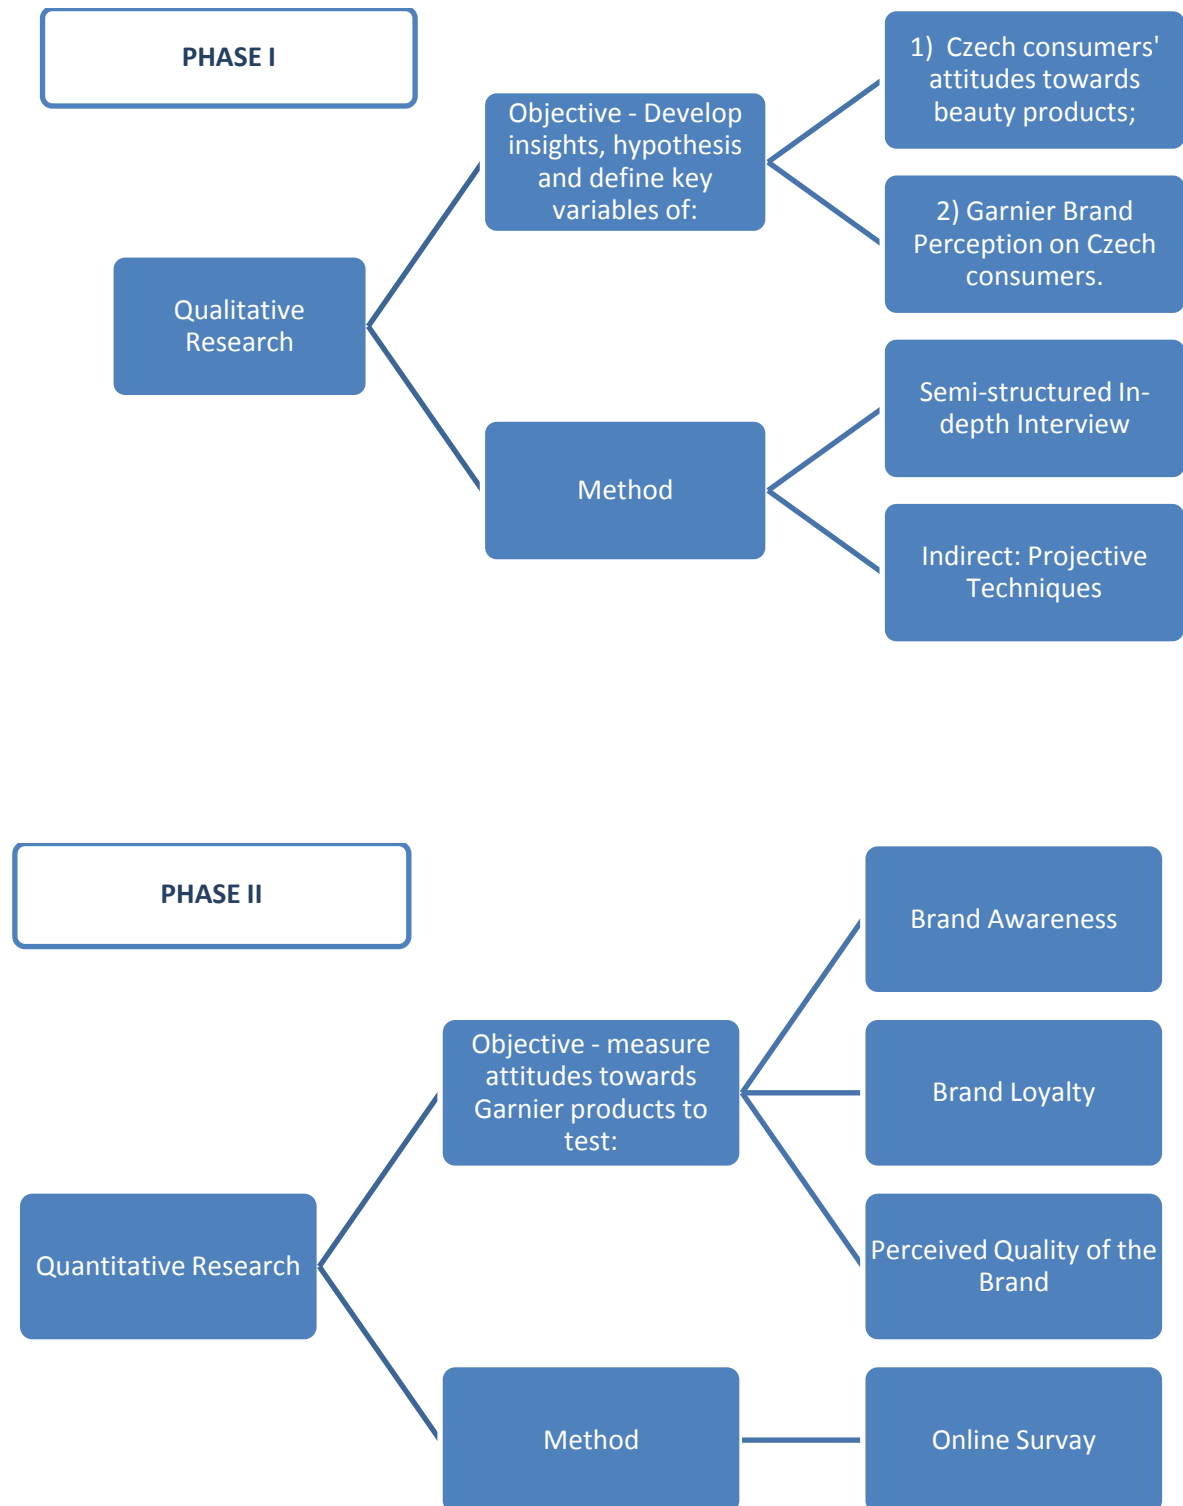 PHASE I
Qualitative
Research
Objective - Develop
insights, hypothesis
and define key
variables of:
1)  Czech consumers'
attitudes towards
beauty products;
2) Garnier Brand
Perception on Czech
consumers.
Method
Semi-structured In-
depth Interview
Indirect: Projective
Techniques
PHASE II
Quantitative Research
Objective - measure
attitudes towards
Garnier products to
test:
Brand Awareness
Brand Loyalty
Perceived Quality of the
Brand
Method
Online Survay